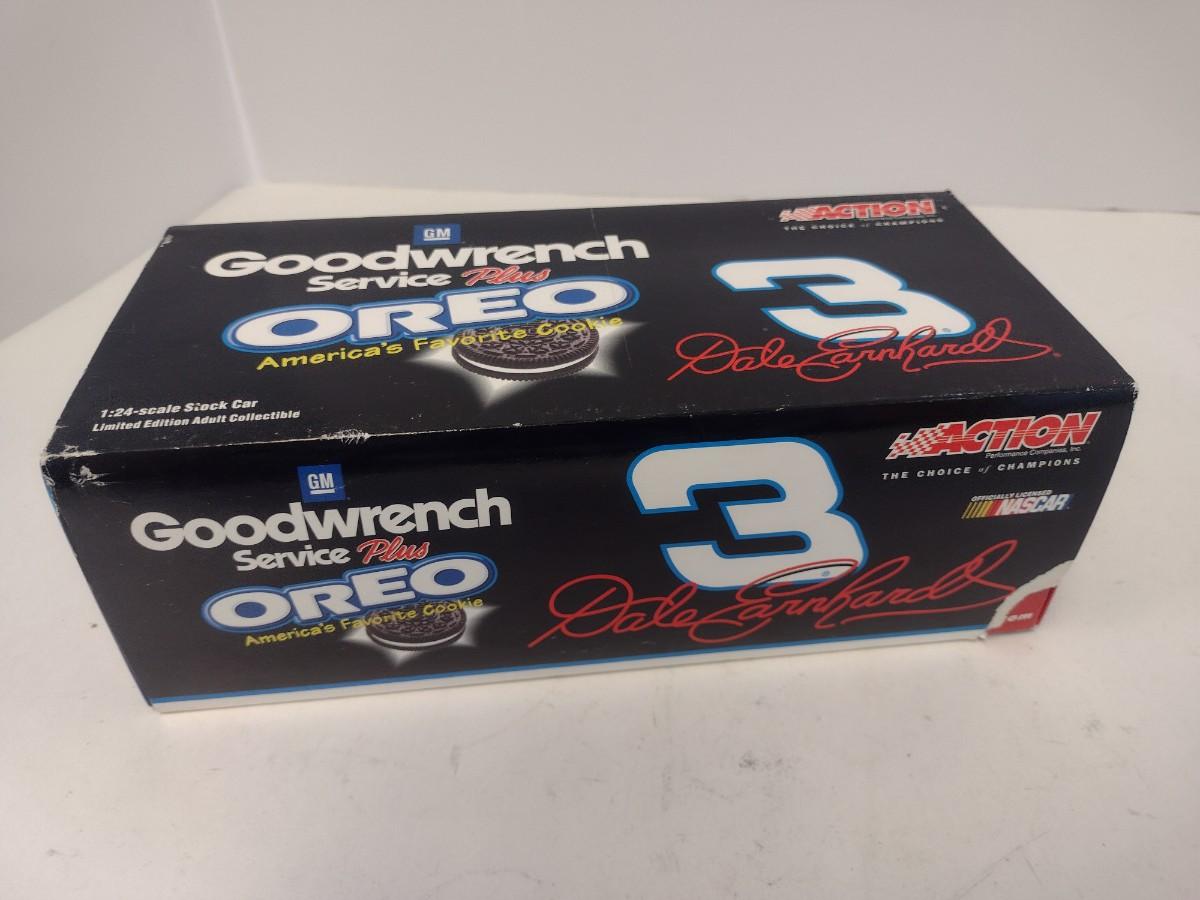 GM
Goodwrench
Service Plus
OREO
America's Favorite Cookie
1:24-scale Stock Car
Limited Edition Adult Collectible
ACTION
THE CHOICE of CHAMPIONS
3
Dale Earnhardt
GM
Goodwrench
Service Plus
OREO
America's Favorite Cookie
3
Dale Earnhardt
ACTION
Performance Companies, Inc.
THE CHOICE of CHAMPIONS
OFFICIALLY LICENSED
NASCAR